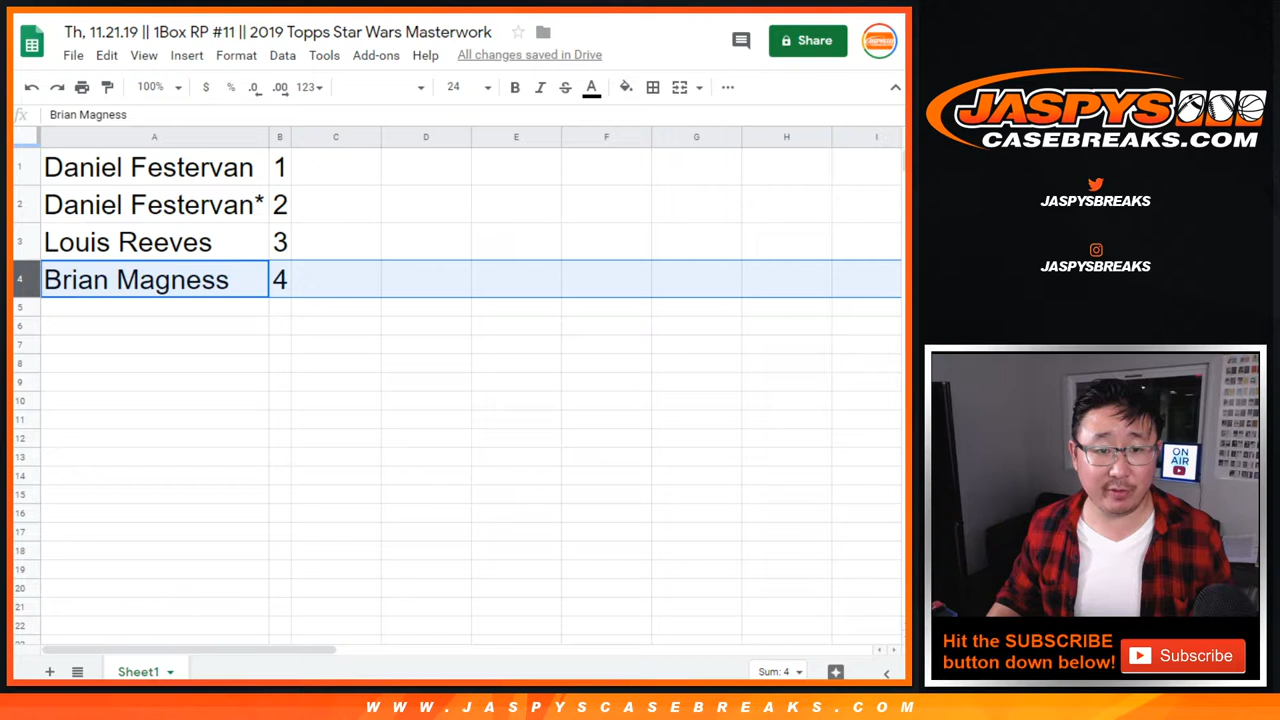 Th, 11.21.19 || 1Box RP #11 || 2019 Topps Star Wars Masterwork
File Edit View Insert Format Data Tools Add-ons Help All changes saved in Drive
Share
100% $ % .0 .00 123 24 B I S A
fx Brian Magness
A B C D E F G H I
1 Daniel Festervan 1
2 Daniel Festervan* 2
3 Louis Reeves 3
4 Brian Magness 4
5
6
7
8
9
10
11
12
13
14
15
16
17
18
19
20
21
22
Sheet1
Sum: 4
JASPYS
CASEBREAKS.COM
JASPYSBREAKS
JASPYSBREAKS
ON
AIR
Hit the SUBSCRIBE
button down below!
Subscribe
WWW.JASPYSCASEBREAKS.COM